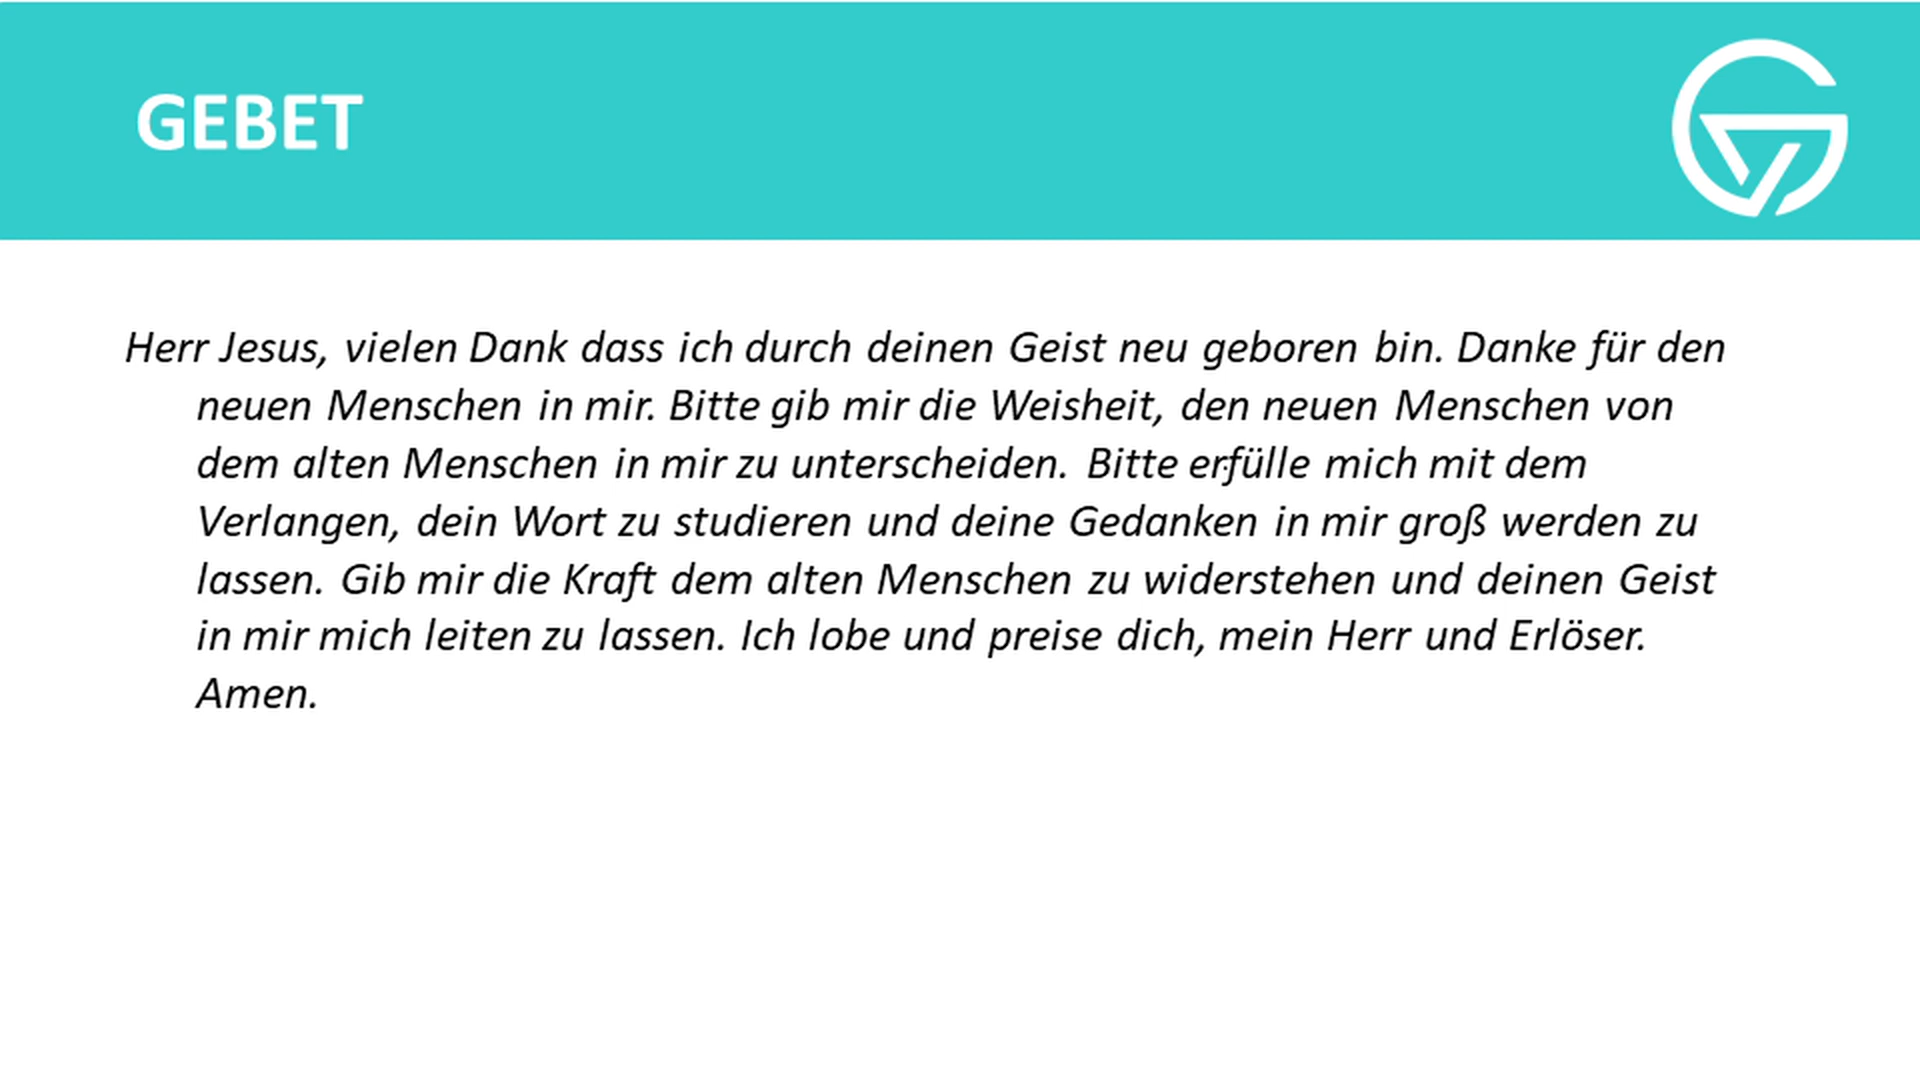 GEBET
Herr Jesus, vielen Dank dass ich durch deinen Geist neu geboren bin. Danke für den
neuen Menschen in mir. Bitte gib mir die Weisheit, den neuen Menschen von
dem alten Menschen in mir zu unterscheiden. Bitte erfülle mich mit dem
Verlangen, dein Wort zu studieren und deine Gedanken in mir groß werden zu
lassen. Gib mir die Kraft dem alten Menschen zu widerstehen und deinen Geist
in mir mich leiten zu lassen. Ich lobe und preise dich, mein Herr und Erlöser.
Amen.